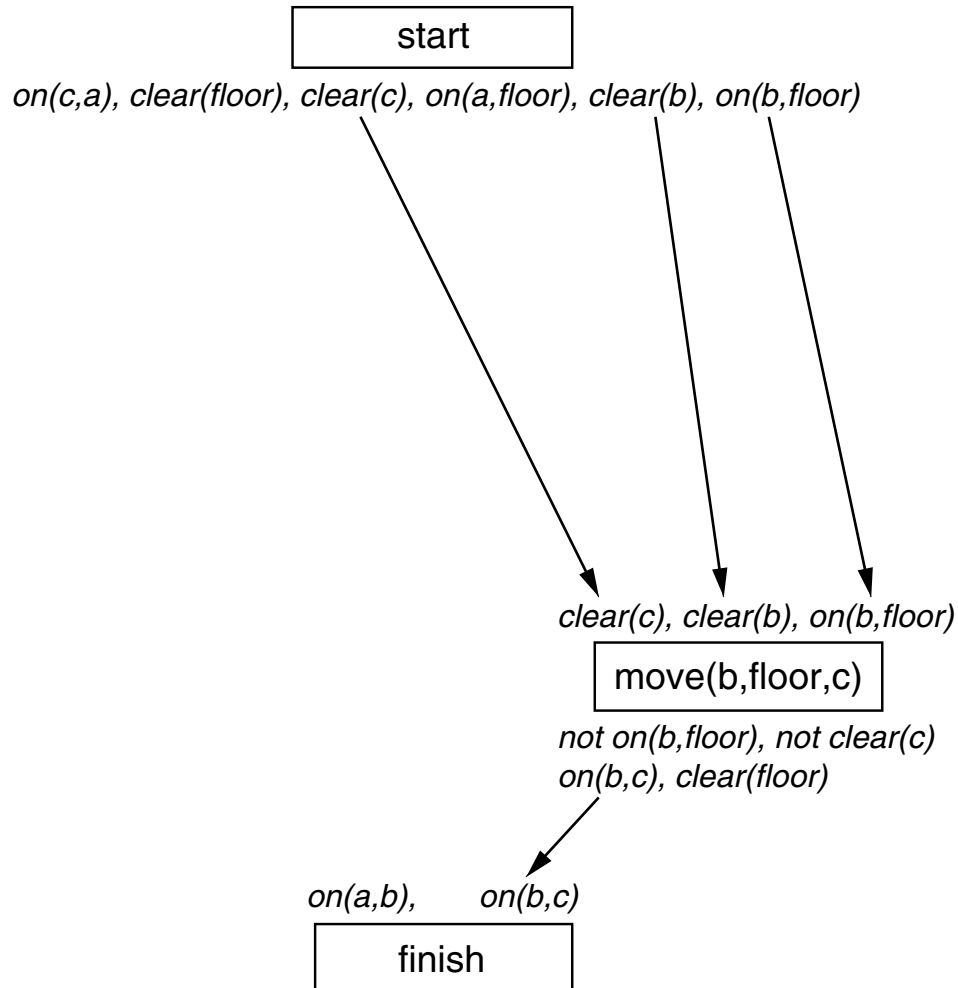 start
on(c,a), clear(floor), clear(c), on(a,floor), clear(b), on(b,floor)
clear(c), clear(b), on(b,floor)
move(b,floor,c)
not on(b,floor), not clear(c)
on(b,c), clear(floor)
on(a,b), on(b,c)
finish